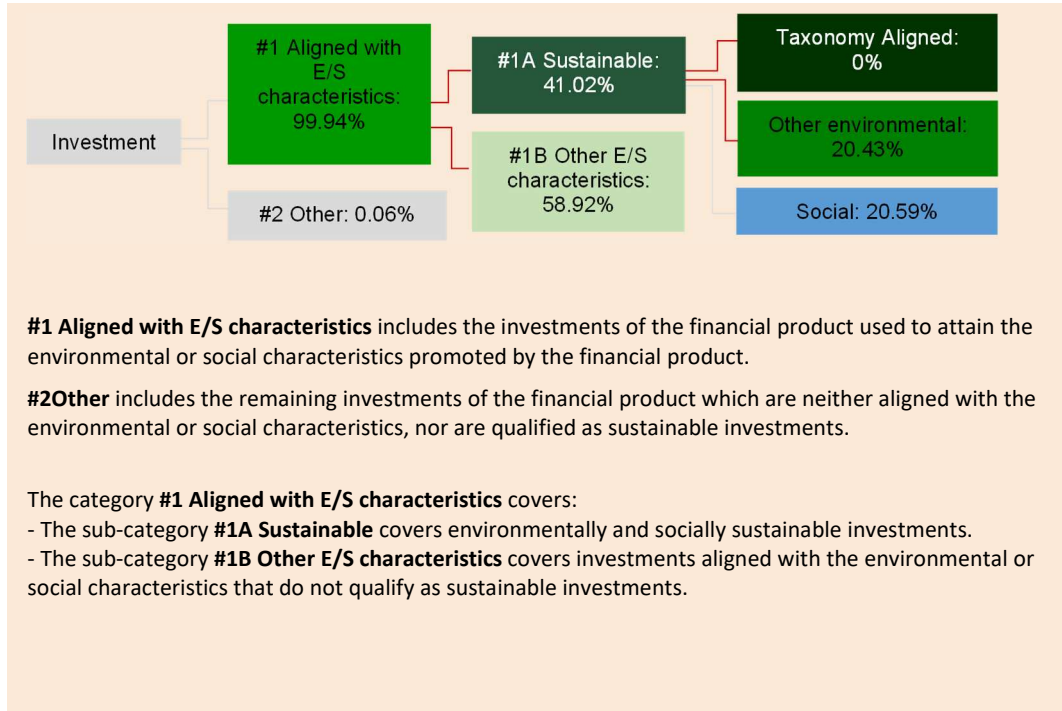 Investment
#1 Aligned with
E/S
characteristics:
99.94%
#2 Other: 0.06%
#1A Sustainable:
41.02%
#1B Other E/S
characteristics:
58.92%
Taxonomy Aligned:
0%
Other environmental:
20.43%
Social: 20.59%
#1 Aligned with E/S characteristics includes the investments of the financial product used to attain the
environmental or social characteristics promoted by the financial product.
#2Other includes the remaining investments of the financial product which are neither aligned with the
environmental or social characteristics, nor are qualified as sustainable investments.
The category #1 Aligned with E/S characteristics covers:
- The sub-category #1A Sustainable covers environmentally and socially sustainable investments.
- The sub-category #1B Other E/S characteristics covers investments aligned with the environmental or
social characteristics that do not qualify as sustainable investments.